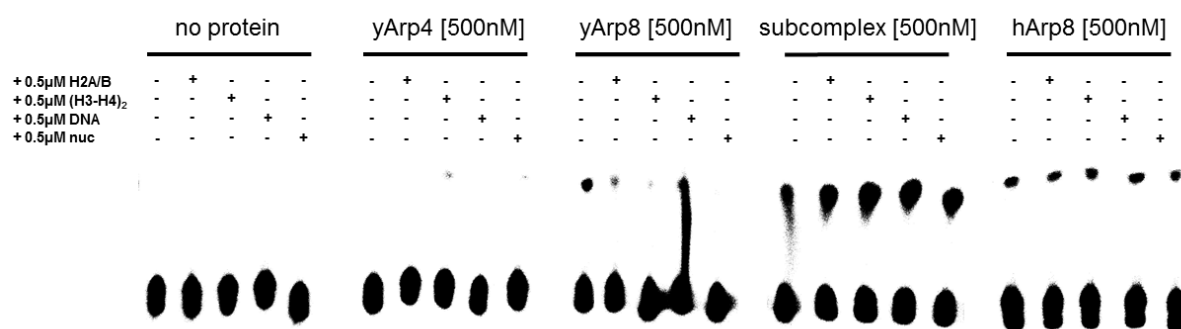 no protein yArp4 [500nM] yArp8 [500nM] subcomplex [500nM] hArp8 [500nM]
+ 0.5µM H2A/B - + - - - - + - - - - + - - - - + - - - - + - - -
+ 0.5µM (H3-H4)₂ - - + - - - - + - - - - + - - - - + - - - - + - -
+ 0.5µM DNA - - - + - - - - + - - - - + - - - - + - - - - + -
+ 0.5µM nuc - - - - + - - - - + - - - - + - - - - + - - - - +